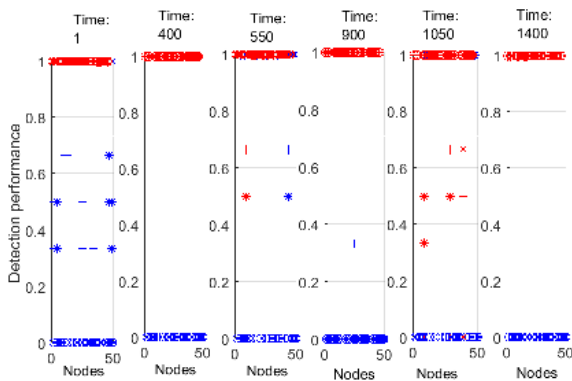 Time: Time: Time: Time: Time: Time:
1 400 550 900 1050 1400
Detection performance
1 1 1 1 1 1
0.8 0.8 0.8 0.8 0.8 0.8
0.6 0.6 0.6 0.6 0.6 0.6
0.4 0.4 0.4 0.4 0.4 0.4
0.2 0.2 0.2 0.2 0.2 0.2
0 0 0 0 0 0
0 50 0 50 0 50 0 50 0 50 0 50
Nodes Nodes Nodes Nodes Nodes Nodes